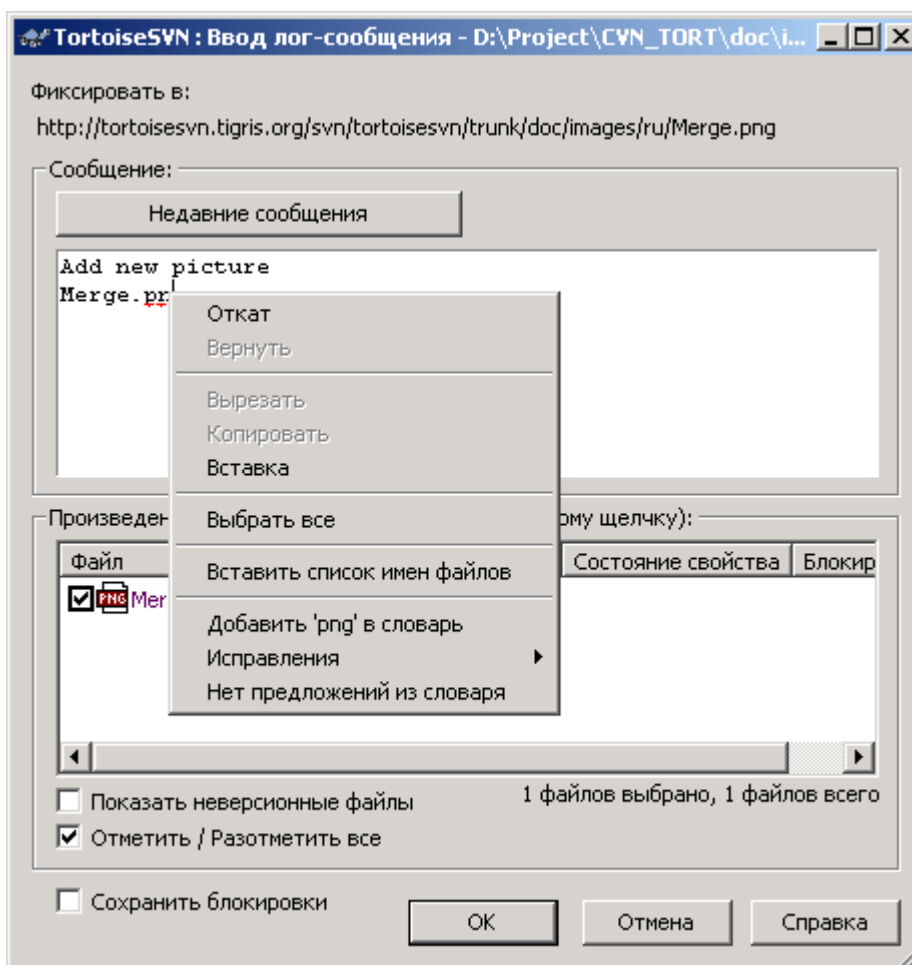 TortoiseSVN : Ввод лог-сообщения - D:\Project\CVN_TORT\doc\i...
Фиксировать в:
http://tortoisesvn.tigris.org/svn/tortoisesvn/trunk/doc/images/ru/Merge.png
Сообщение:
Недавние сообщения
Add new picture
Merge.pn
Откат
Вернуть
Вырезать
Копировать
Вставка
Выбрать все
Вставить список имен файлов
Добавить 'png' в словарь
Исправления
Нет предложений из словаря
Произведен ому щелчку):
Файл Состояние свойства Блокир
PNG Mer
Показать неверсионные файлы 1 файлов выбрано, 1 файлов всего
Отметить / Разотметить все
Сохранить блокировки
OK Отмена Справка